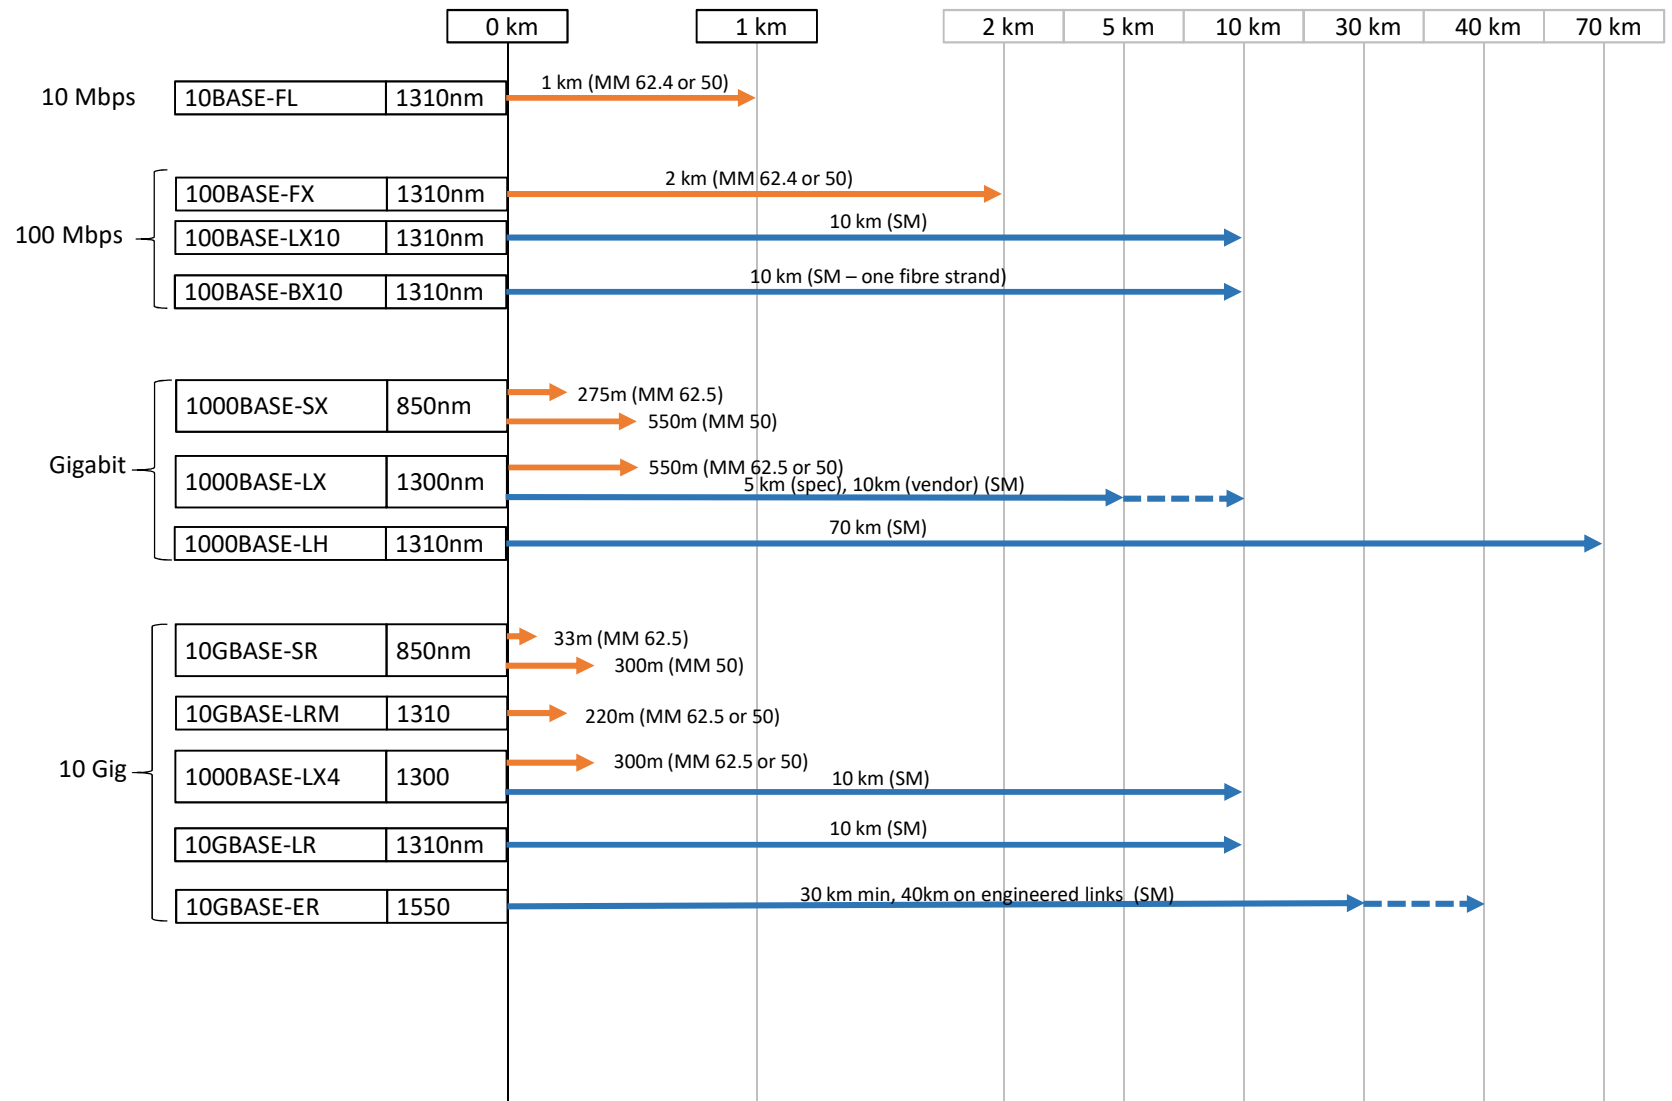 0 km 1 km 2 km 5 km 10 km 30 km 40 km 70 km
10 Mbps
10BASE-FL 1310nm 1 km (MM 62.4 or 50)
100 Mbps
100BASE-FX 1310nm 2 km (MM 62.4 or 50)
100BASE-LX10 1310nm 10 km (SM)
100BASE-BX10 1310nm 10 km (SM – one fibre strand)
Gigabit
1000BASE-SX 850nm 275m (MM 62.5)
550m (MM 50)
1000BASE-LX 1300nm 550m (MM 62.5 or 50)
5 km (spec), 10km (vendor) (SM)
1000BASE-LH 1310nm 70 km (SM)
10 Gig
10GBASE-SR 850nm 33m (MM 62.5)
300m (MM 50)
10GBASE-LRM 1310 220m (MM 62.5 or 50)
1000BASE-LX4 1300 300m (MM 62.5 or 50)
10 km (SM)
10GBASE-LR 1310nm 10 km (SM)
10GBASE-ER 1550 30 km min, 40km on engineered links (SM)